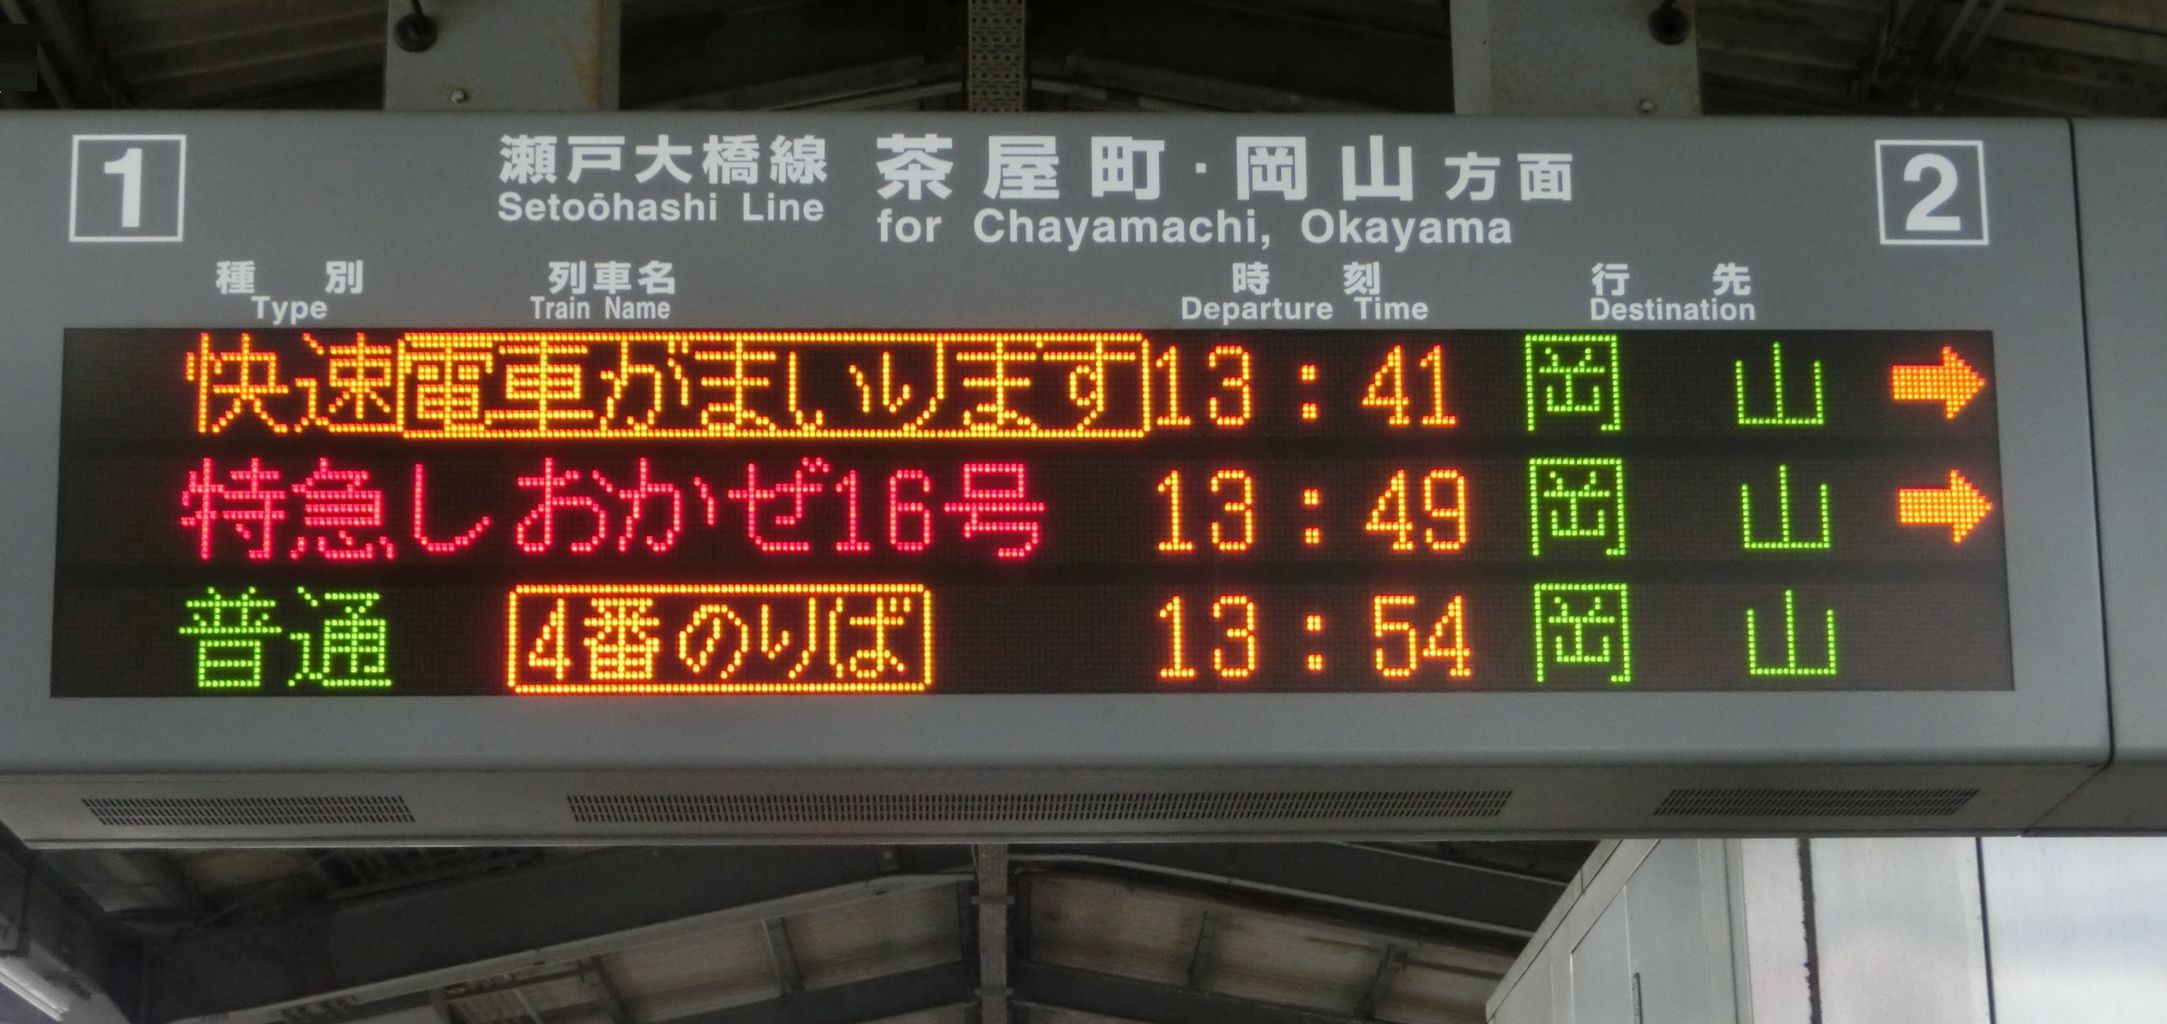 1 瀬戸大橋線 茶屋町・岡山方面 2
Setoōhashi Line for Chayamachi, Okayama
種別 列車名 時刻 行先
Type Train Name Departure Time Destination
快速 電車がまいります 13:41 岡山 →
特急 しおかぜ16号 13:49 岡山 →
普通 4番のりば 13:54 岡山